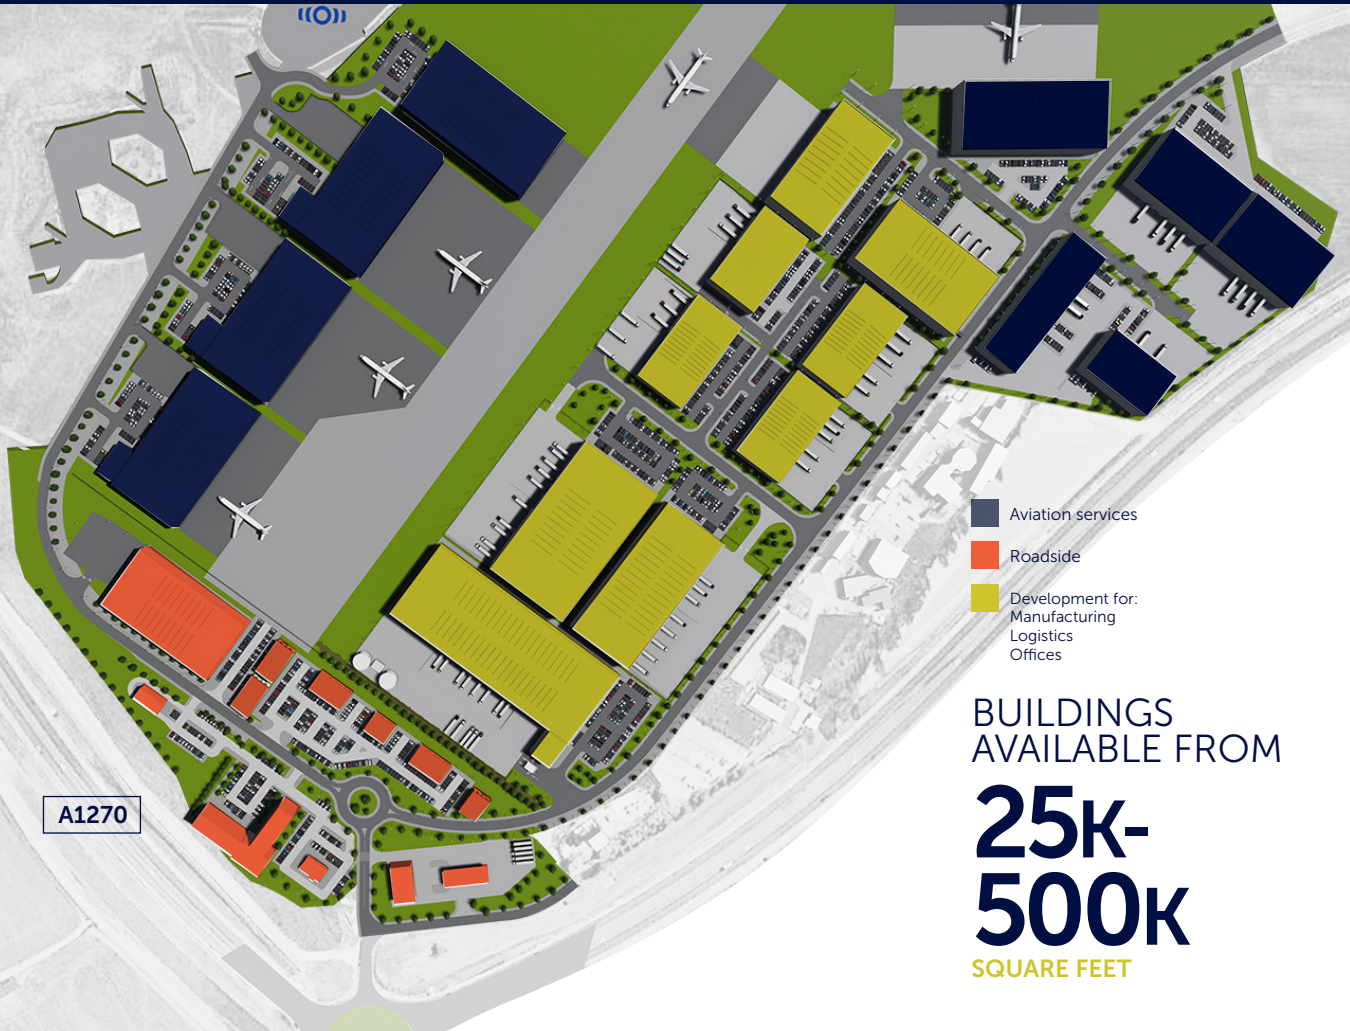 Aviation services
Roadside
Development for:
Manufacturing
Logistics
Offices
BUILDINGS
AVAILABLE FROM
25K-
500K
SQUARE FEET
A1270